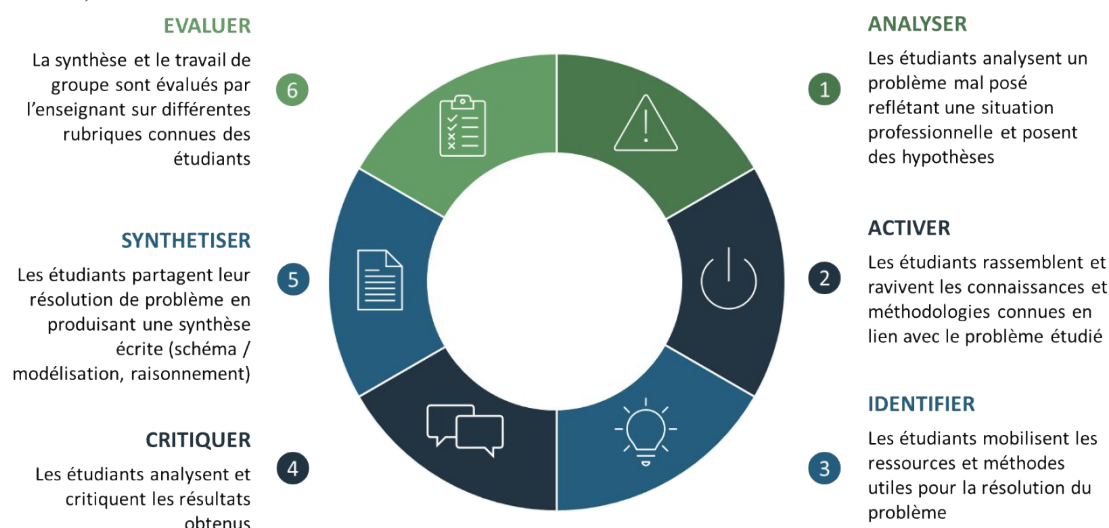 ANALYSER
Les étudiants analysent un
problème mal posé
reflétant une situation
professionnelle et posent
des hypothèses
1
ACTIVER
Les étudiants rassemblent et
ravivent les connaissances et
méthodologies connues en
lien avec le problème étudié
2
IDENTIFIER
Les étudiants mobilisent les
ressources et méthodes
utiles pour la résolution du
problème
3
CRITIQUER
Les étudiants analysent et
critiquent les résultats
obtenus
4
SYNTHETISER
Les étudiants partagent leur
résolution de problème en
produisant une synthèse
écrite (schéma /
modélisation, raisonnement)
5
EVALUER
La synthèse et le travail de
groupe sont évalués par
l’enseignant sur différentes
rubriques connues des
étudiants
6